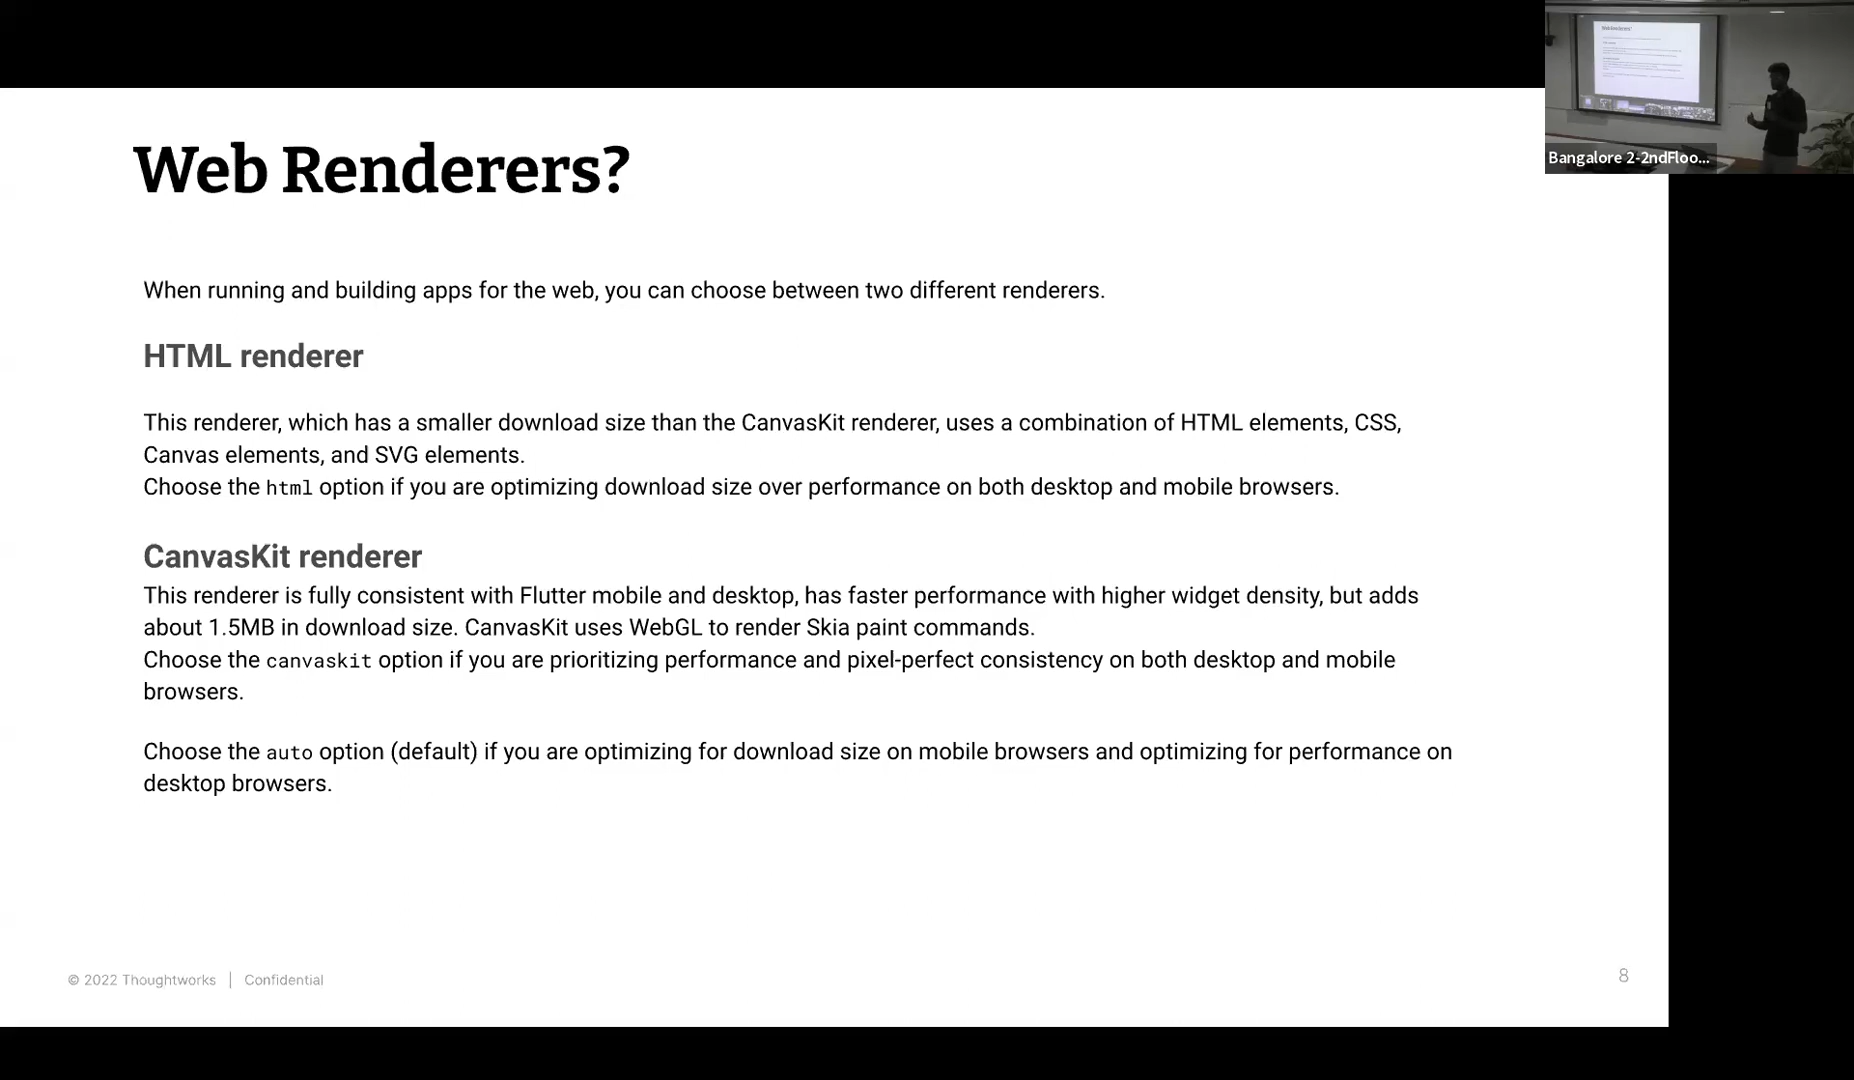 Web Renderers?
Bangalore 2-2ndFloo...
When running and building apps for the web, you can choose between two different renderers.
HTML renderer
This renderer, which has a smaller download size than the CanvasKit renderer, uses a combination of HTML elements, CSS,
Canvas elements, and SVG elements.
Choose the html option if you are optimizing download size over performance on both desktop and mobile browsers.
CanvasKit renderer
This renderer is fully consistent with Flutter mobile and desktop, has faster performance with higher widget density, but adds
about 1.5MB in download size. CanvasKit uses WebGL to render Skia paint commands.
Choose the canvaskit option if you are prioritizing performance and pixel-perfect consistency on both desktop and mobile
browsers.
Choose the auto option (default) if you are optimizing for download size on mobile browsers and optimizing for performance on
desktop browsers.
© 2022 Thoughtworks | Confidential
8